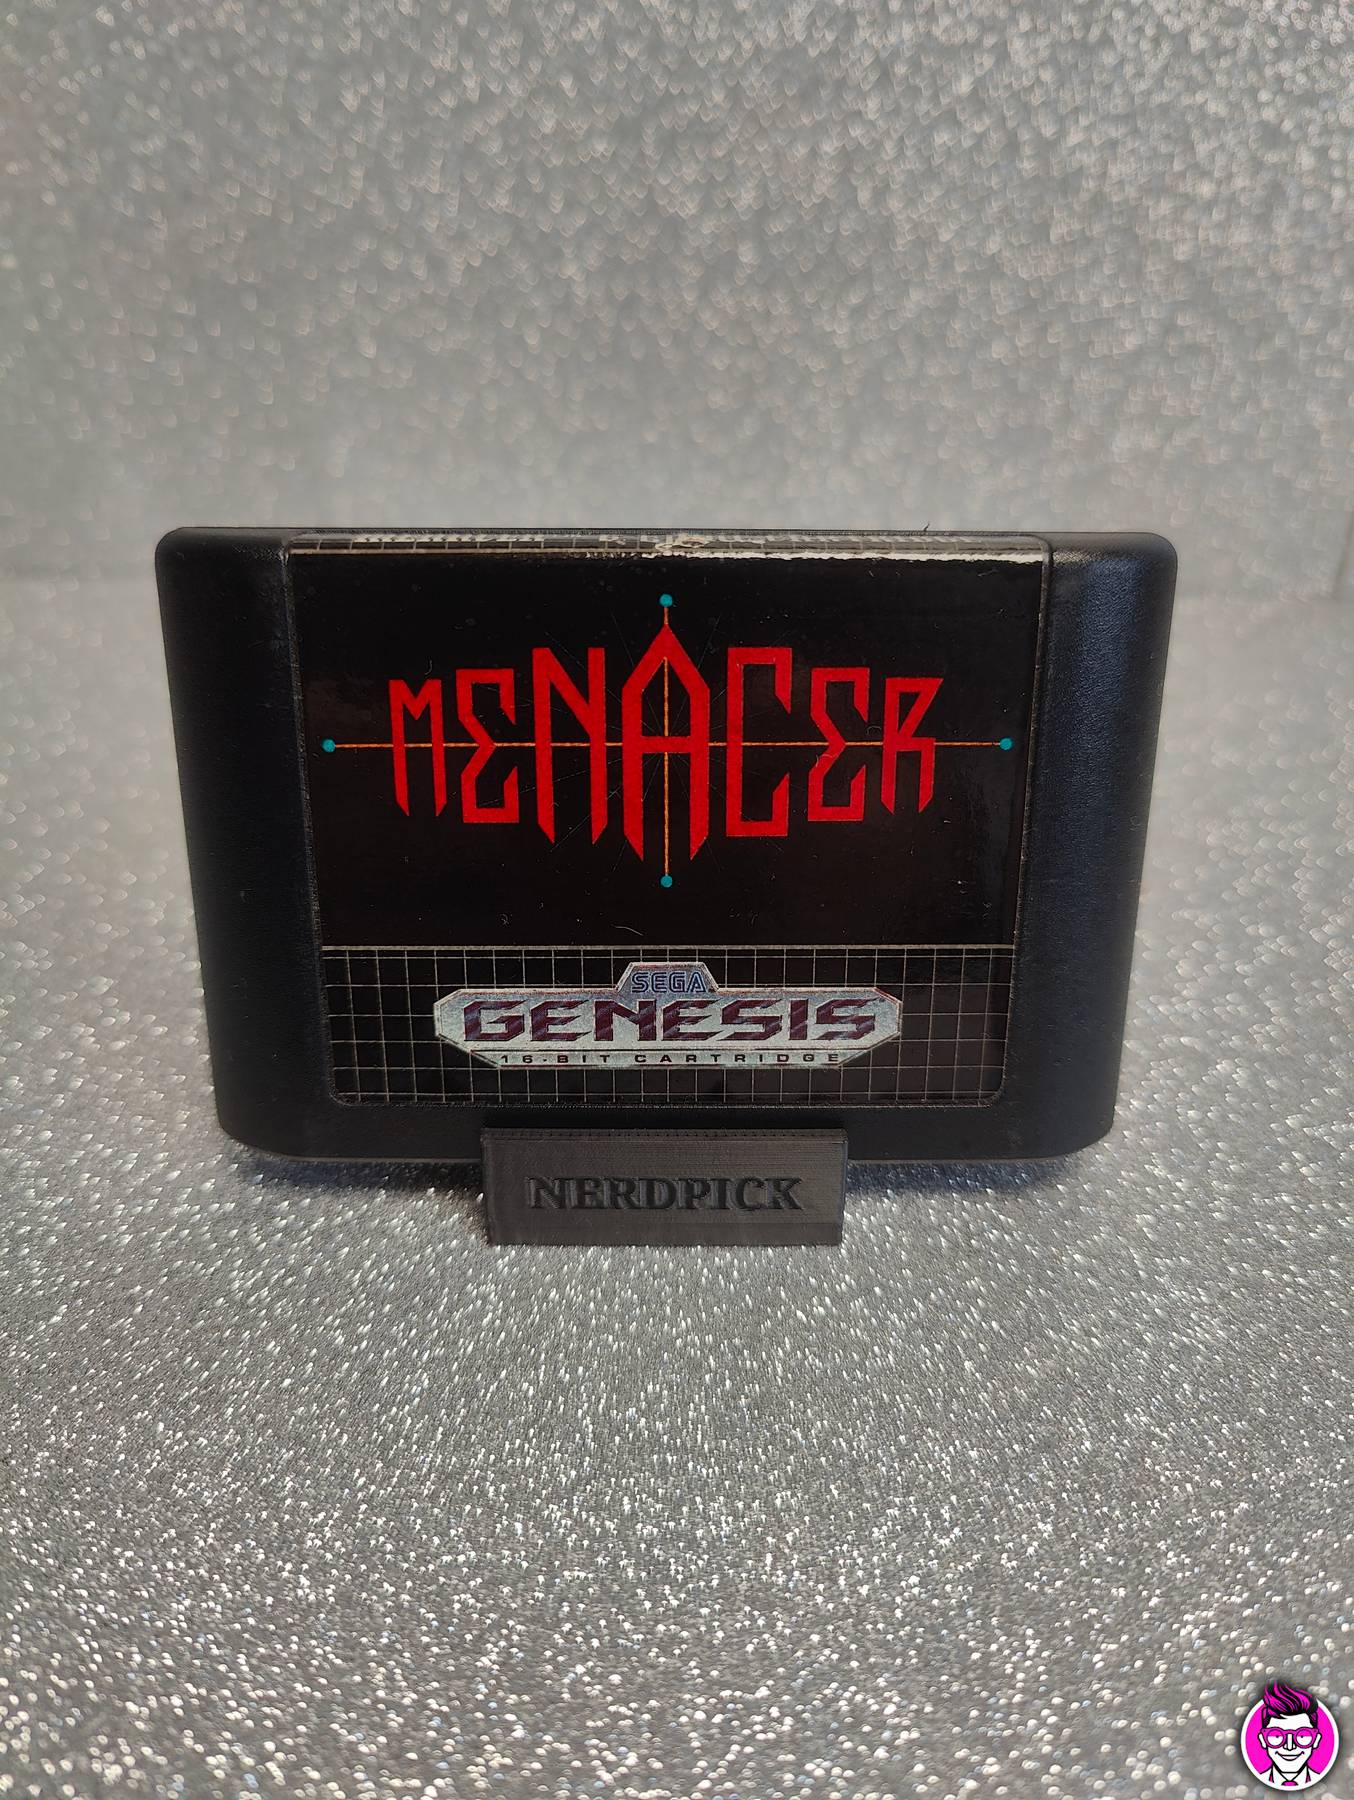 MENACER
SEGA
GENESIS
16-BIT CARTRIDGE
NERDPICK